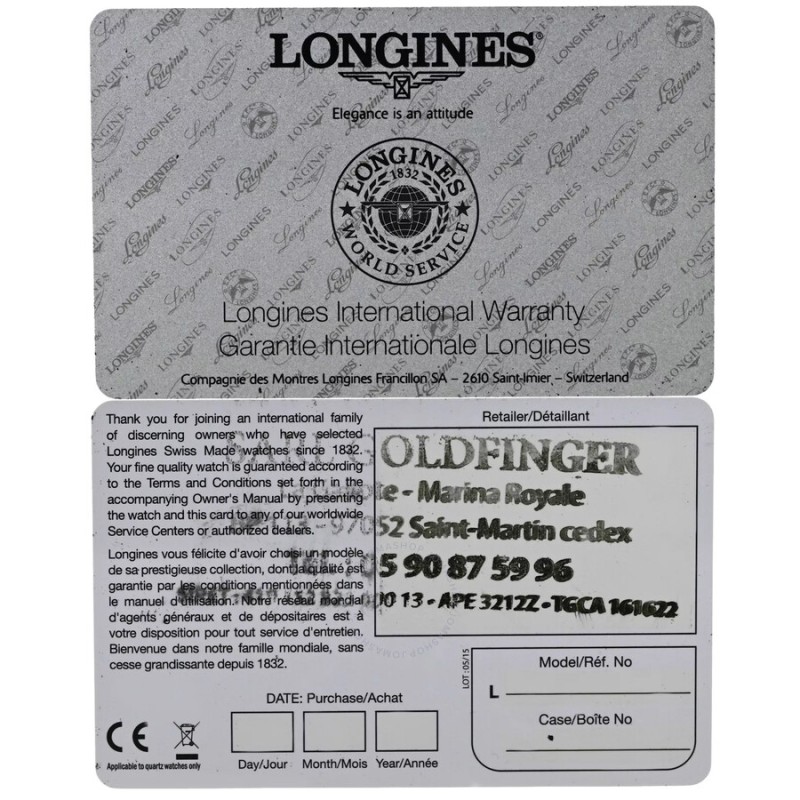 LONGINES®
Elegance is an attitude
LONGINES
1832
WORLD SERVICE
Longines International Warranty
Garantie Internationale Longines
Compagnie des Montres Longines Francillon SA – 2610 Saint-Imier – Switzerland
Thank you for joining an international family
of discerning owners who have selected
Longines Swiss Made watches since 1832.
Your fine quality watch is guaranteed according
to the Terms and Conditions set forth in the
accompanying Owner's Manual by presenting
the watch and this card to any of our worldwide
Service Centers or authorized dealers.
Longines vous félicite d'avoir choisi un modèle
de sa prestigieuse collection, dont la qualité est
garantie par les conditions mentionnées dans
le manuel d'utilisation. Notre réseau mondial
d'agents généraux et de dépositaires est à
votre disposition pour tout service d'entretien.
Bienvenue dans notre famille mondiale, sans
cesse grandissante depuis 1832.
Retailer/Détaillant
SARL GOLDFINGER
- Marina Royale
97052 Saint-Martin cedex
Tél. 05 90 87 59 96
00 13 - APE 3212Z - TGCA 161622
LOT : 05/15
Model/Réf. No
L
Case/Boîte No
DATE: Purchase/Achat
Day/Jour Month/Mois Year/Année
CE
Applicable to quartz watches only